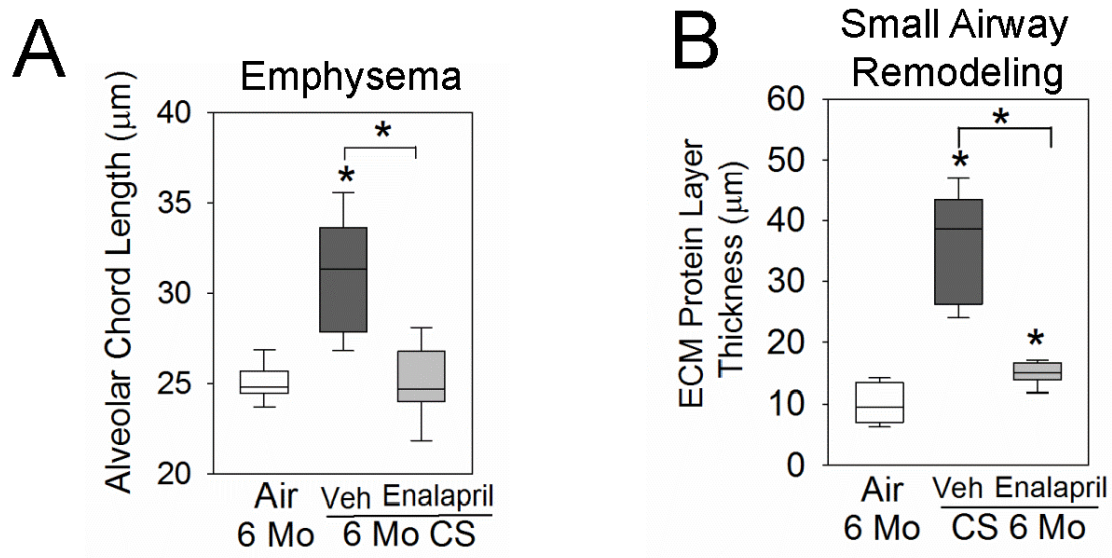 A
Emphysema
Alveolar Chord Length (μm)
40
35
30
25
20
*
*
Air
6 Mo
Veh Enalapril
6 Mo CS
B
Small Airway
Remodeling
ECM Protein Layer
Thickness (μm)
60
50
40
30
20
10
0
*
*
*
Air
6 Mo
Veh Enalapril
CS 6 Mo